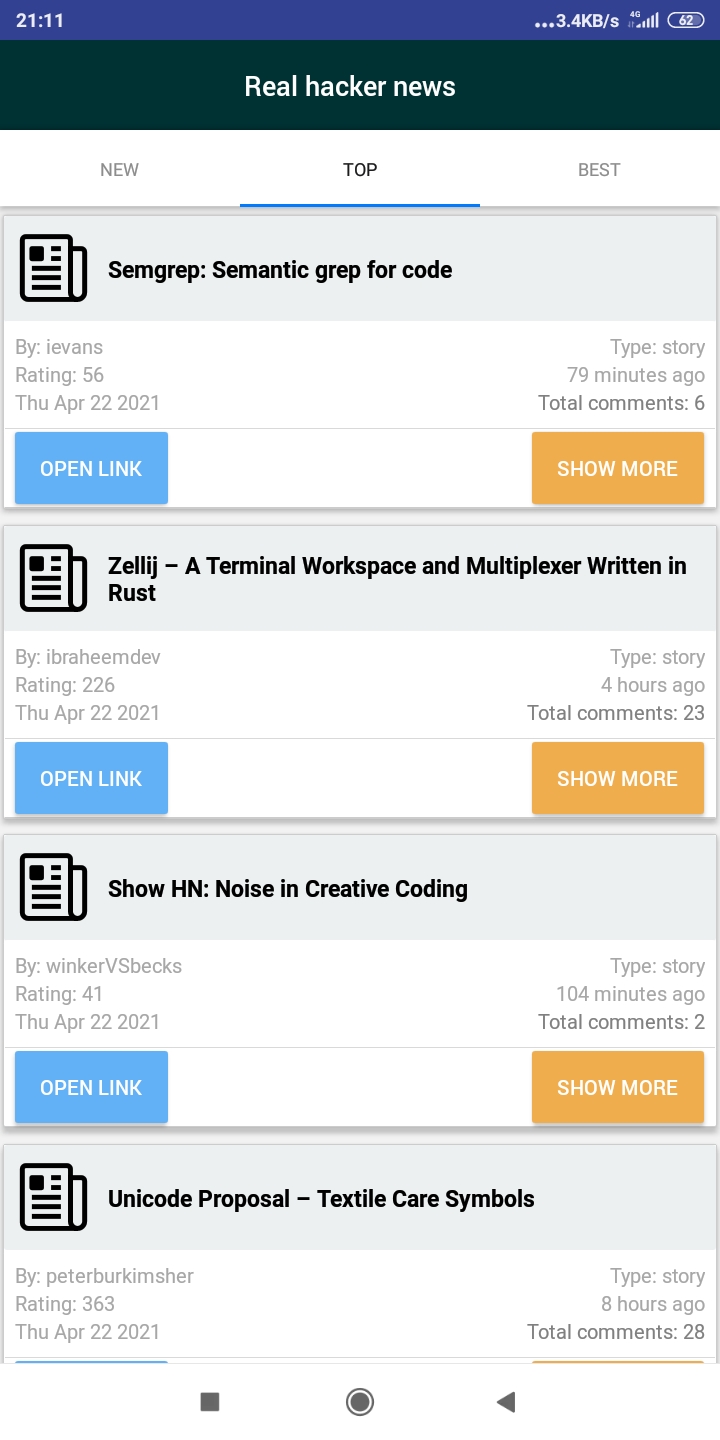 21:11
...3.4KB/s 4G 62
Real hacker news
NEW TOP BEST
Semgrep: Semantic grep for code
By: ievans Type: story
Rating: 56 79 minutes ago
Thu Apr 22 2021 Total comments: 6
OPEN LINK SHOW MORE
Zellij – A Terminal Workspace and Multiplexer Written in
Rust
By: ibraheemdev Type: story
Rating: 226 4 hours ago
Thu Apr 22 2021 Total comments: 23
OPEN LINK SHOW MORE
Show HN: Noise in Creative Coding
By: winkerVSbecks Type: story
Rating: 41 104 minutes ago
Thu Apr 22 2021 Total comments: 2
OPEN LINK SHOW MORE
Unicode Proposal – Textile Care Symbols
By: peterburkimsher Type: story
Rating: 363 8 hours ago
Thu Apr 22 2021 Total comments: 28